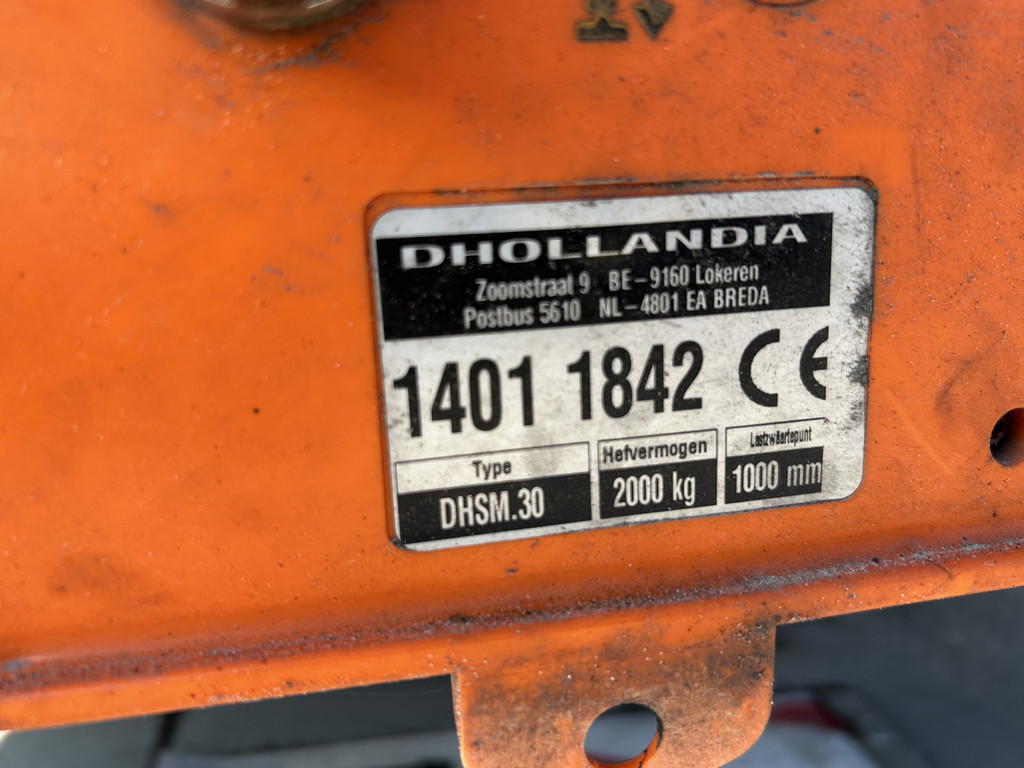 DHOLLANDIA
Zoomstraat 9 BE-9160 Lokeren
Postbus 5610 NL-4801 EA BREDA
1401 1842 CE
Type Hefvermogen Lastzwaartepunt
DHSM.30 2000 kg 1000 mm